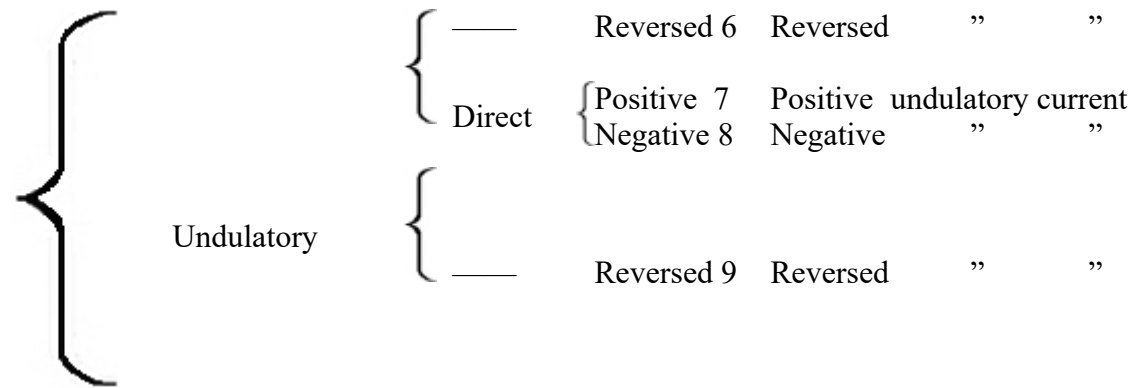 —— Reversed 6 Reversed ” ”
Positive 7 Positive undulatory current
Direct
Negative 8 Negative ” ”
Undulatory
—— Reversed 9 Reversed ” ”